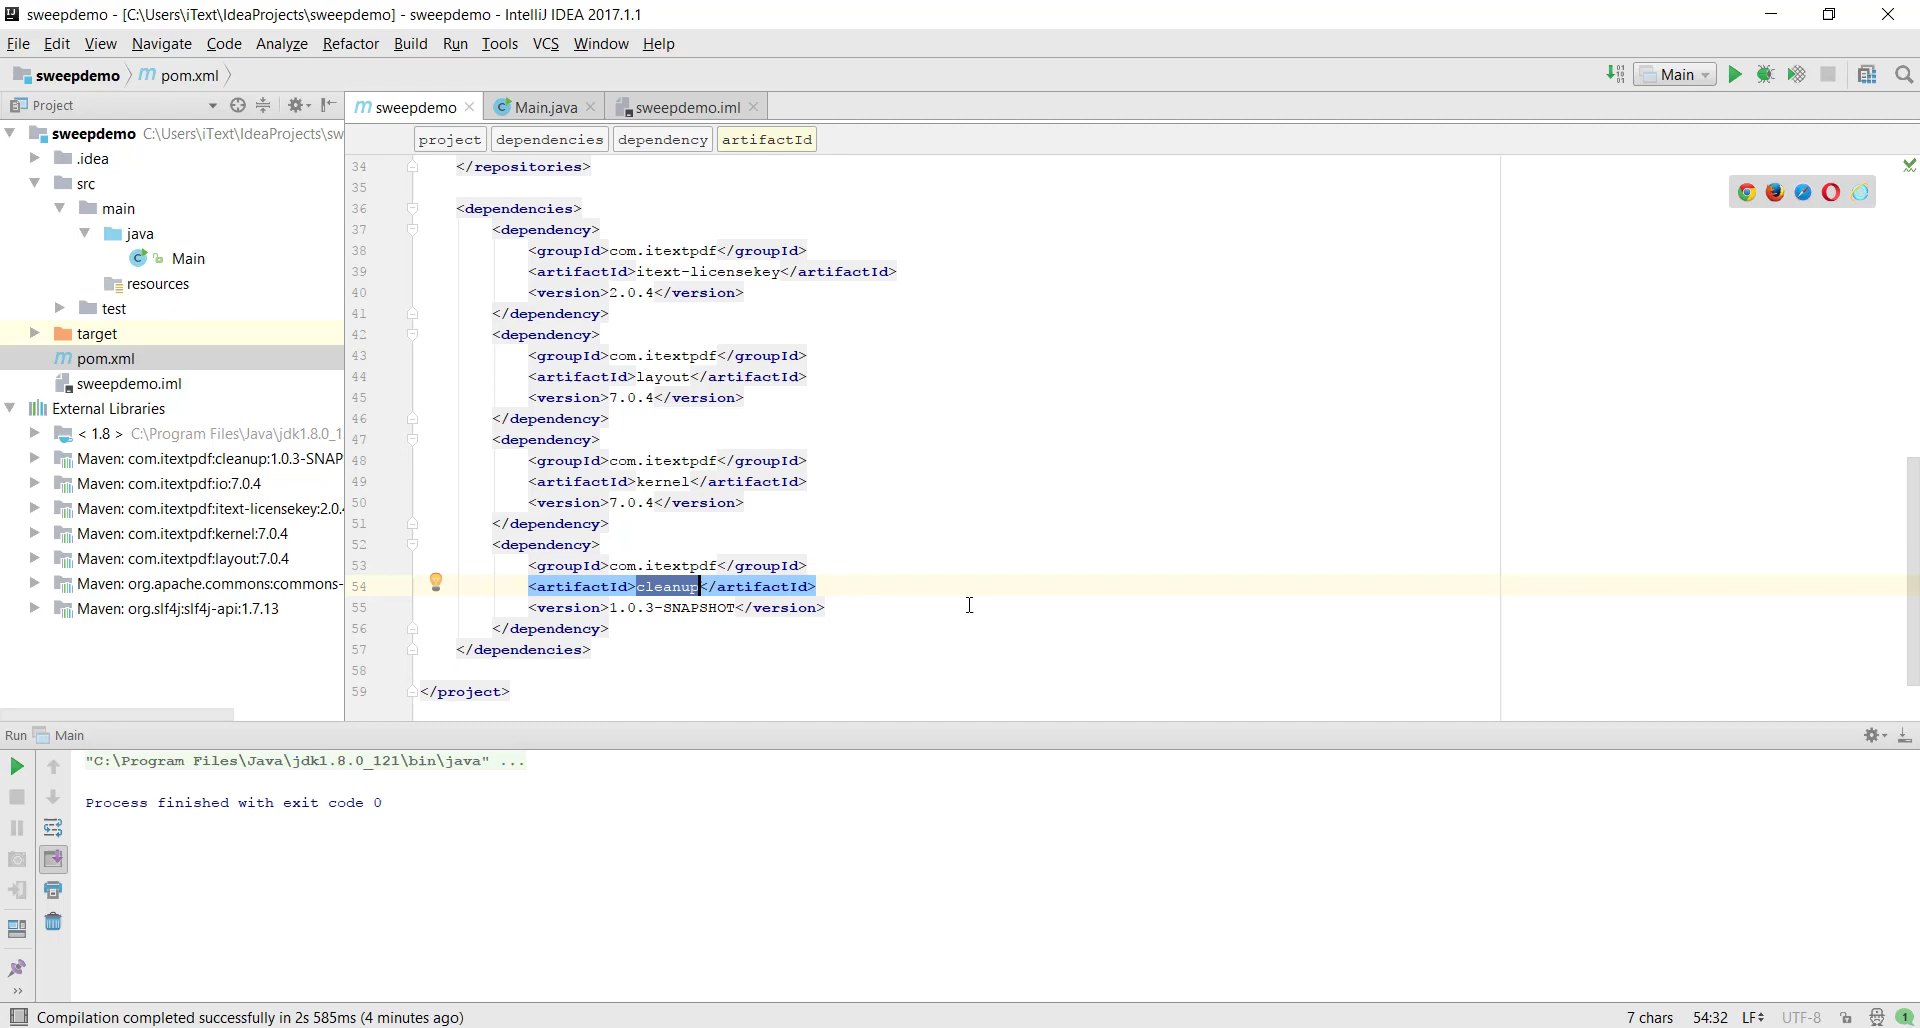 sweepdemo - [C:\Users\iText\IdeaProjects\sweepdemo] - sweepdemo - IntelliJ IDEA 2017.1.1
File Edit View Navigate Code Analyze Refactor Build Run Tools VCS Window Help
sweepdemo pom.xml
Main
Project
sweepdemo Main.java sweepdemo.iml
sweepdemo C:\Users\iText\IdeaProjects\sw
.idea
src
main
java
Main
resources
test
target
pom.xml
sweepdemo.iml
External Libraries
< 1.8 > C:\Program Files\Java\jdk1.8.0_1
Maven: com.itextpdf:cleanup:1.0.3-SNAP
Maven: com.itextpdf:io:7.0.4
Maven: com.itextpdf:itext-licensekey:2.0.4
Maven: com.itextpdf:kernel:7.0.4
Maven: com.itextpdf:layout:7.0.4
Maven: org.apache.commons:commons-
Maven: org.slf4j:slf4j-api:1.7.13
project dependencies dependency artifactId
34 </repositories>
35
36 <dependencies>
37 <dependency>
38 <groupId>com.itextpdf</groupId>
39 <artifactId>itext-licensekey</artifactId>
40 <version>2.0.4</version>
41 </dependency>
42 <dependency>
43 <groupId>com.itextpdf</groupId>
44 <artifactId>layout</artifactId>
45 <version>7.0.4</version>
46 </dependency>
47 <dependency>
48 <groupId>com.itextpdf</groupId>
49 <artifactId>kernel</artifactId>
50 <version>7.0.4</version>
51 </dependency>
52 <dependency>
53 <groupId>com.itextpdf</groupId>
54 <artifactId>cleanup</artifactId>
55 <version>1.0.3-SNAPSHOT</version>
56 </dependency>
57 </dependencies>
58
59 </project>
Run Main
"C:\Program Files\Java\jdk1.8.0_121\bin\java" ...
Process finished with exit code 0
Compilation completed successfully in 2s 585ms (4 minutes ago)
7 chars 54:32 LF UTF-8 1